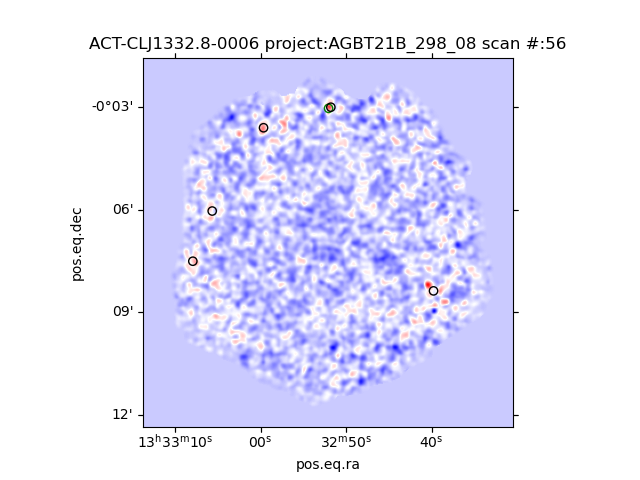 ACT-CLJ1332.8-0006 project:AGBT21B_298_08 scan #:56
-0°03'
06'
09'
12'
13ʰ33ᵐ10ˢ 00ˢ 32ᵐ50ˢ 40ˢ
pos.eq.dec
pos.eq.ra